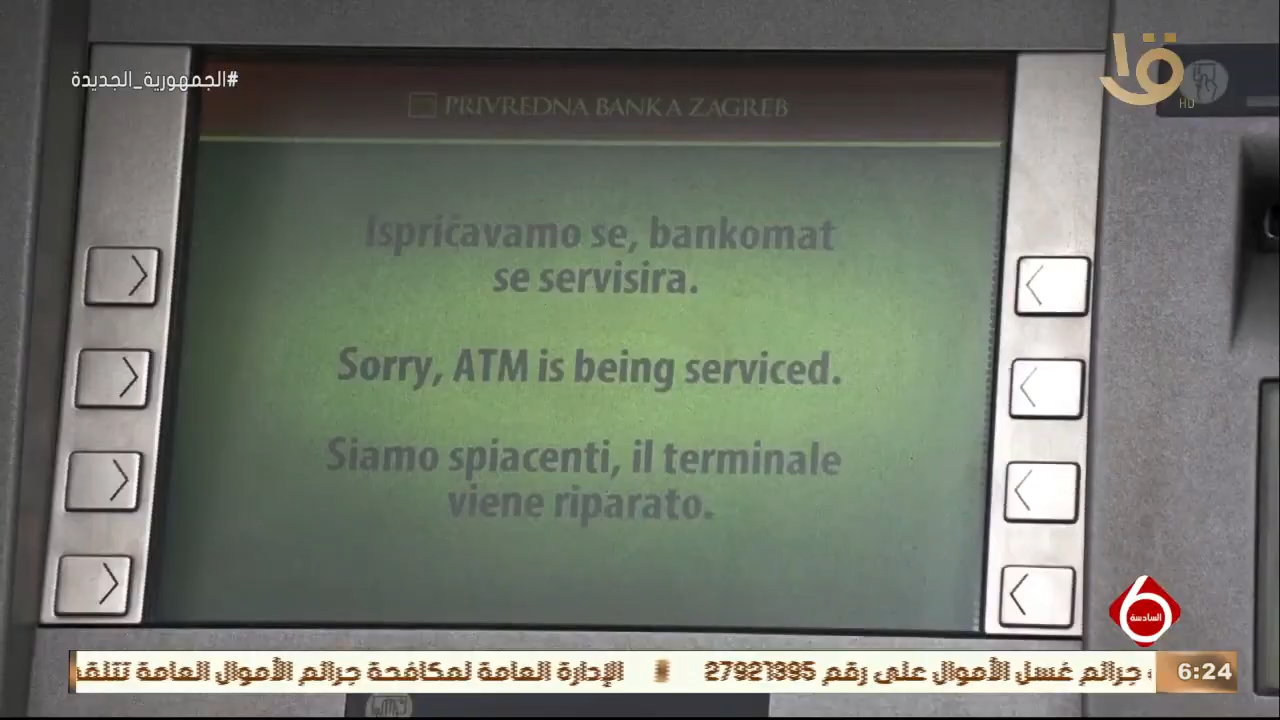 #الجمهورية_الجديدة
HD
PRIVREDNA BANKA ZAGREB
Ispričavamo se, bankomat
se servisira.
Sorry, ATM is being serviced.
Siamo spiacenti, il terminale
viene riparato.
السادسة
جرائم غسل الأموال على رقم 27921395 الإدارة العامة لمكافحة جرائم الأموال العامة
6:24